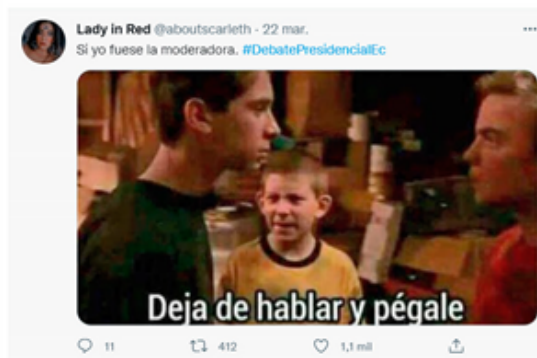 Lady in Red @aboutscarleth · 22 mar.
Si yo fuese la moderadora. #DebatePresidencialEc
Deja de hablar y pégale
11 412 1,1 mil